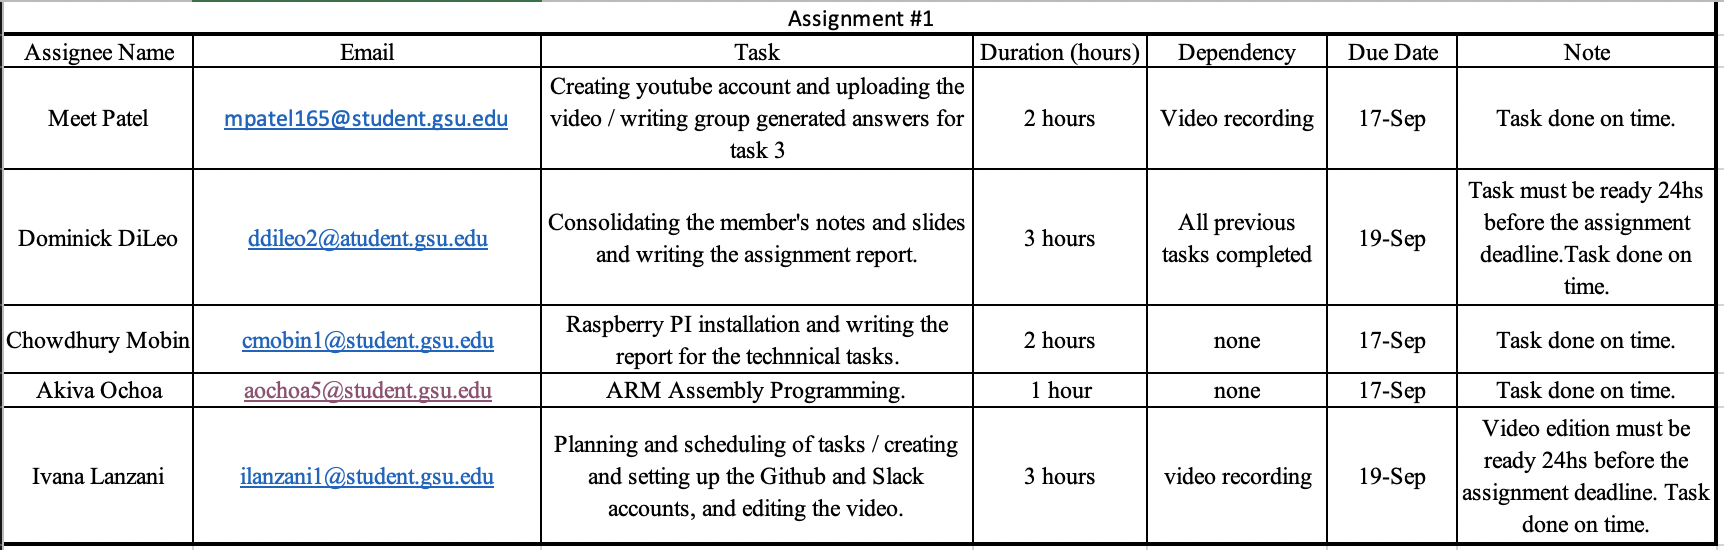 Assignment #1
Assignee Name Email Task Duration (hours) Dependency Due Date Note
Meet Patel mpatel165@student.gsu.edu Creating youtube account and uploading the video / writing group generated answers for task 3 2 hours Video recording 17-Sep Task done on time.
Dominick DiLeo ddileo2@atudent.gsu.edu Consolidating the member's notes and slides and writing the assignment report. 3 hours All previous tasks completed 19-Sep Task must be ready 24hs before the assignment deadline.Task done on time.
Chowdhury Mobin cmobin1@student.gsu.edu Raspberry PI installation and writing the report for the technnical tasks. 2 hours none 17-Sep Task done on time.
Akiva Ochoa aochoa5@student.gsu.edu ARM Assembly Programming. 1 hour none 17-Sep Task done on time.
Ivana Lanzani ilanzani1@student.gsu.edu Planning and scheduling of tasks / creating and setting up the Github and Slack accounts, and editing the video. 3 hours video recording 19-Sep Video edition must be ready 24hs before the assignment deadline. Task done on time.